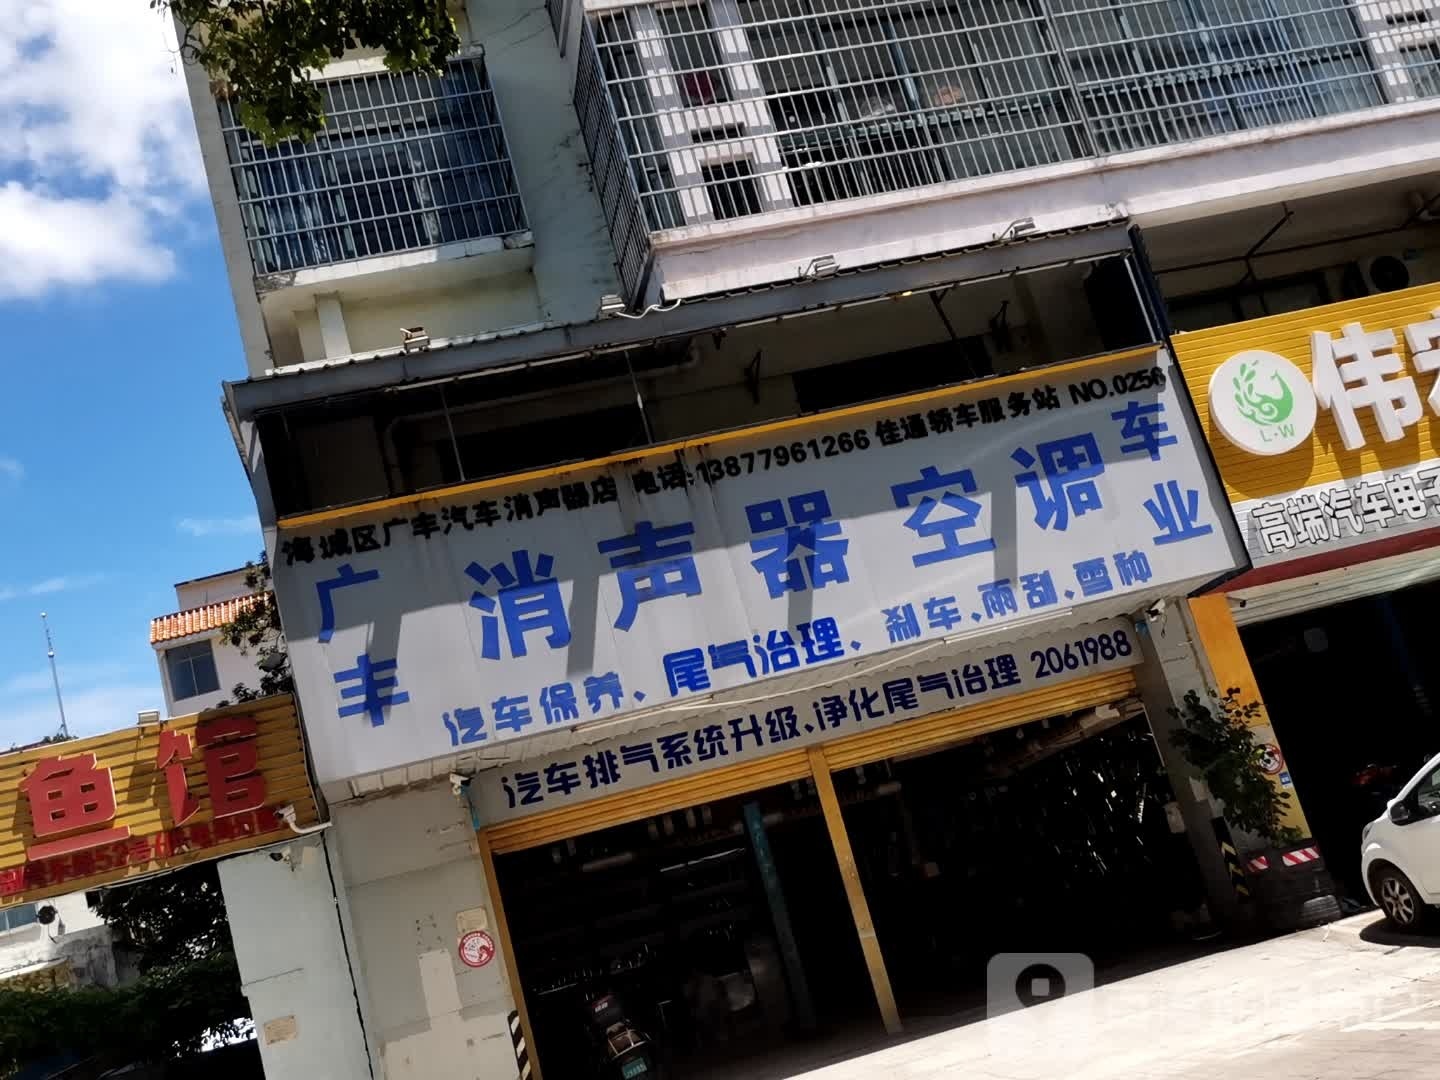 海城区广丰汽车消声器店 电话:13877961266 佳通轿车服务站 NO.0256
广丰 消声器空调 车业
汽车保养、尾气治理、刹车、雨刮、雪种
汽车排气系统升级、净化尾气治理 2061988
鱼馆
L·W
伟
高端汽车电子